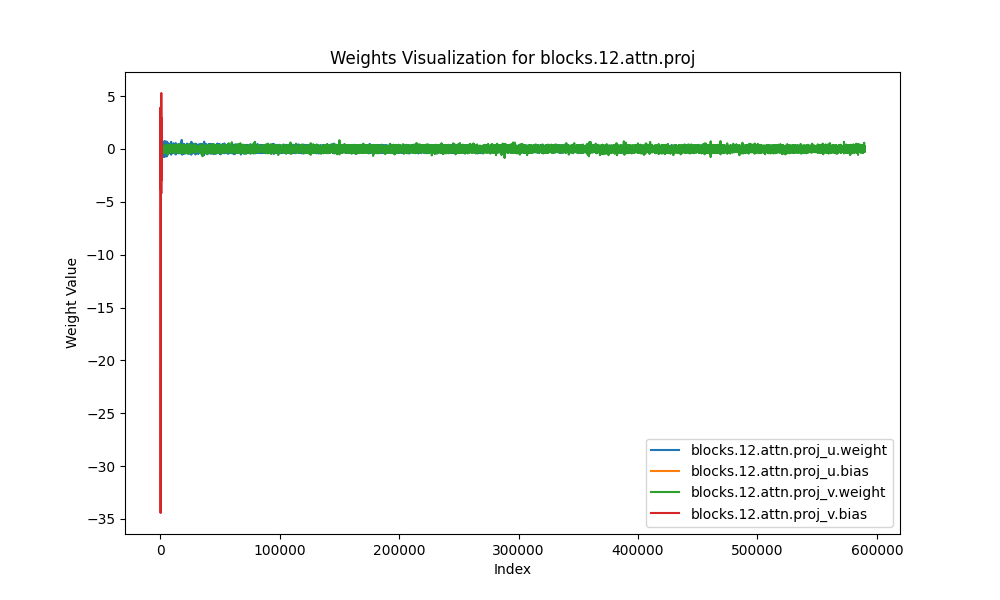 Weights Visualization for blocks.12.attn.proj
5
0
−5
−10
−15
−20
−25
−30
−35
Weight Value
0
100000
200000
300000
400000
500000
600000
Index
blocks.12.attn.proj_u.weight
blocks.12.attn.proj_u.bias
blocks.12.attn.proj_v.weight
blocks.12.attn.proj_v.bias